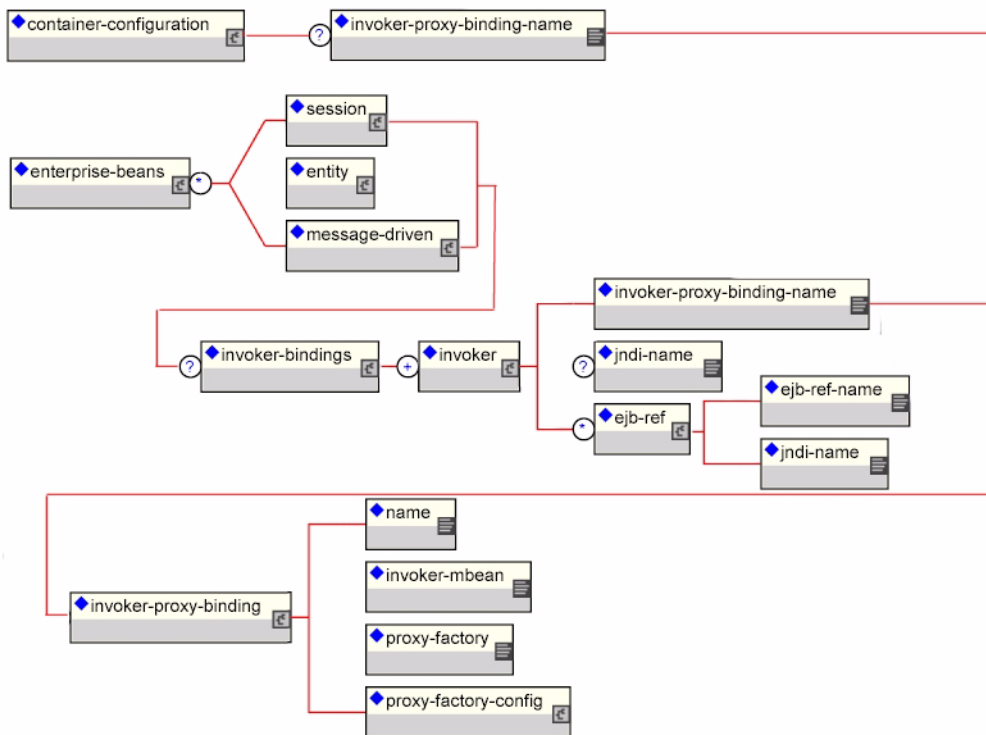 container-configuration
?
invoker-proxy-binding-name
session
enterprise-beans
*
entity
message-driven
invoker-proxy-binding-name
?
invoker-bindings
+
invoker
?
jndi-name
*
ejb-ref
ejb-ref-name
jndi-name
name
invoker-mbean
invoker-proxy-binding
proxy-factory
proxy-factory-config